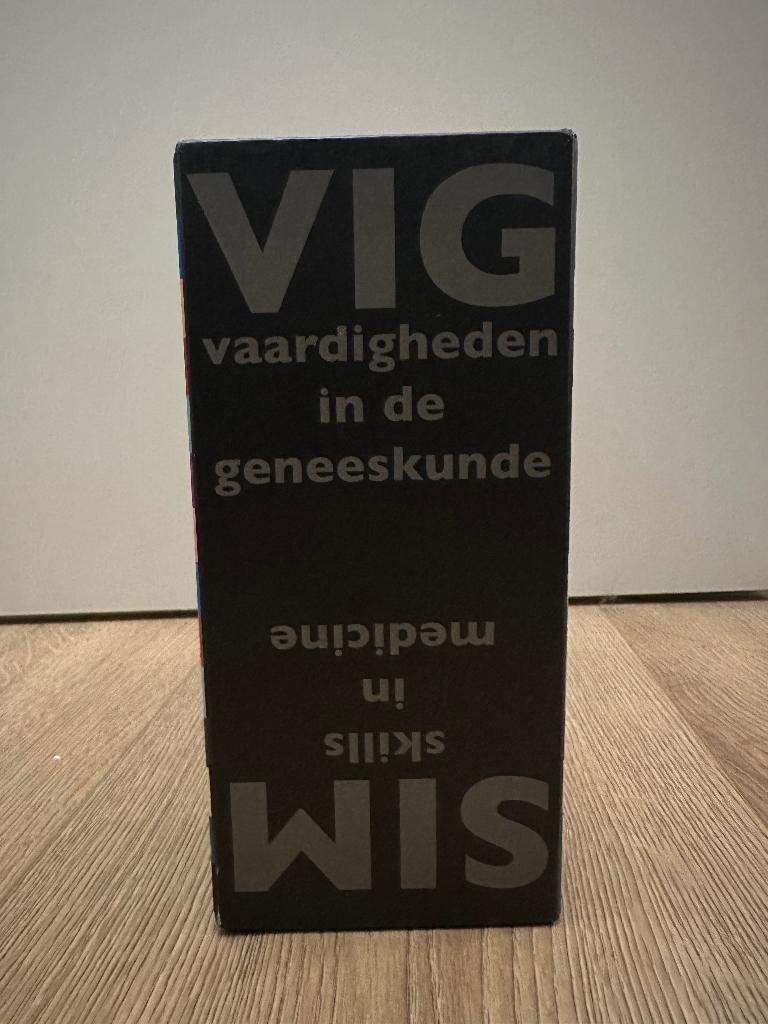 VIG
vaardigheden
in de
geneeskunde
SIM
skills
in
medicine